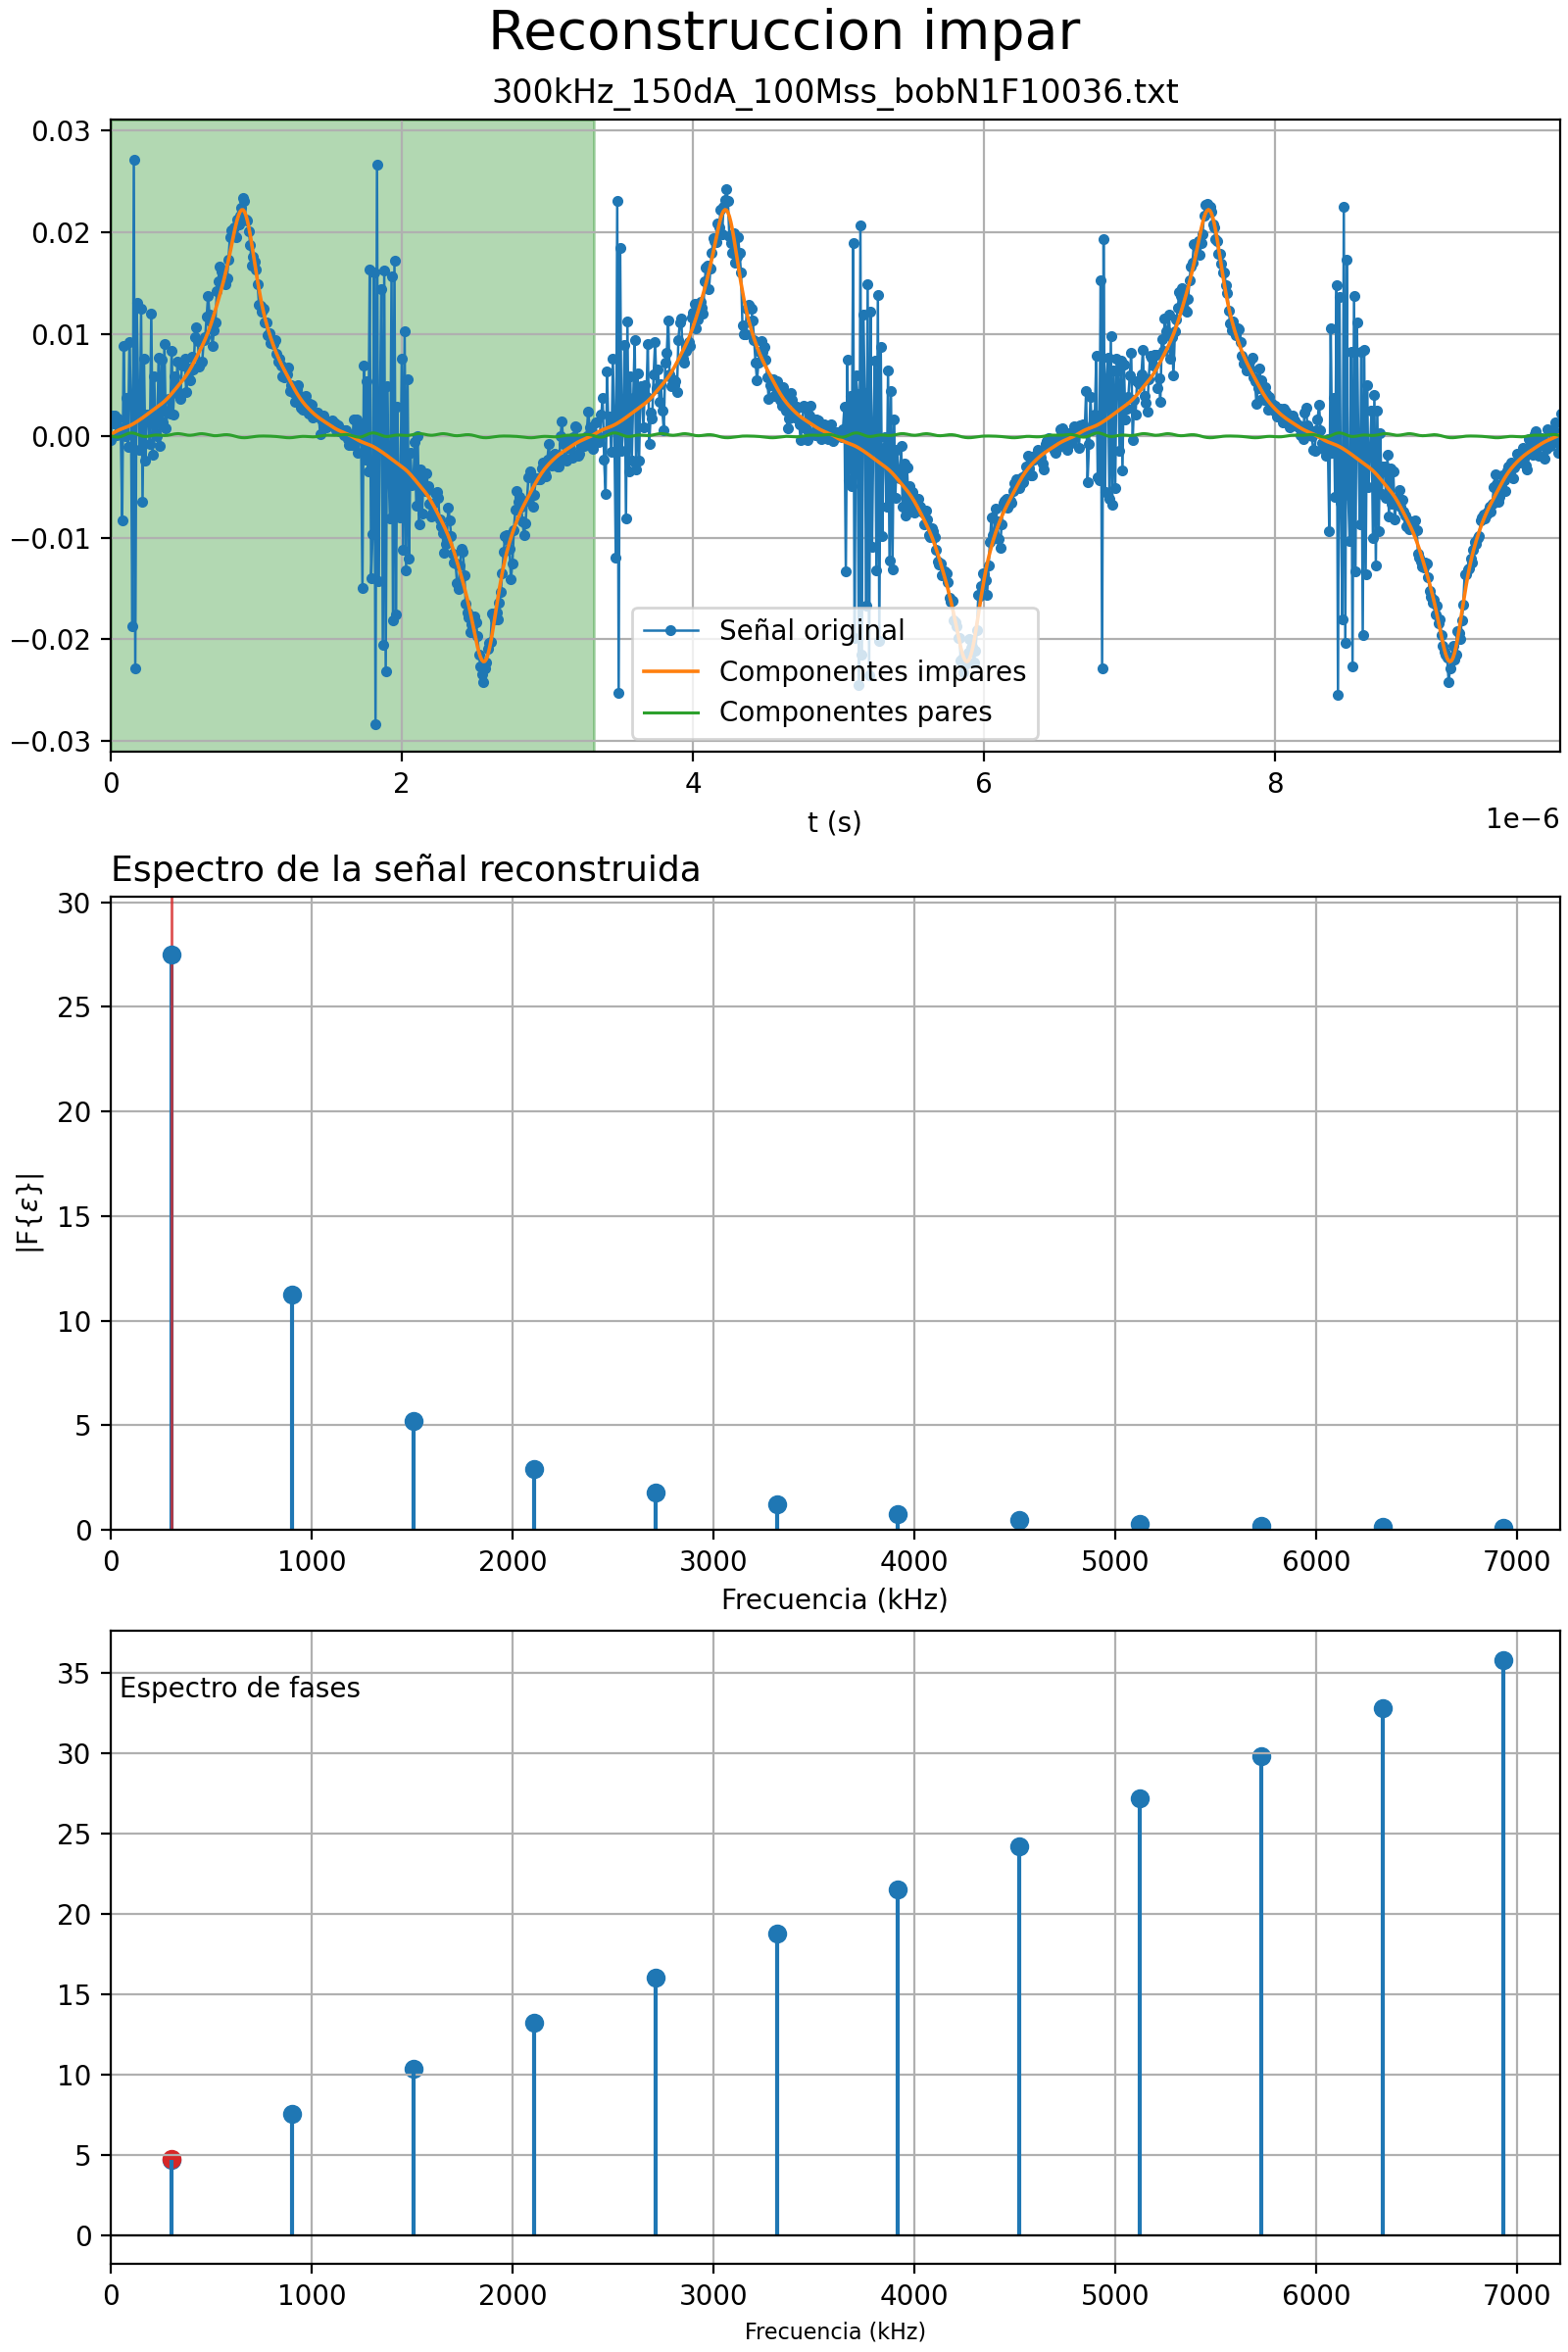 Reconstruccion impar
300kHz_150dA_100Mss_bobN1F10036.txt
0.03
0.02
0.01
0.00
−0.01
−0.02
−0.03
Señal original
Componentes impares
Componentes pares
0 2 4 6 8
t (s)
1e−6
Espectro de la señal reconstruida
30
25
20
15
10
5
0
|F{ε}|
0 1000 2000 3000 4000 5000 6000 7000
Frecuencia (kHz)
35
30
25
20
15
10
5
0
Espectro de fases
0 1000 2000 3000 4000 5000 6000 7000
Frecuencia (kHz)